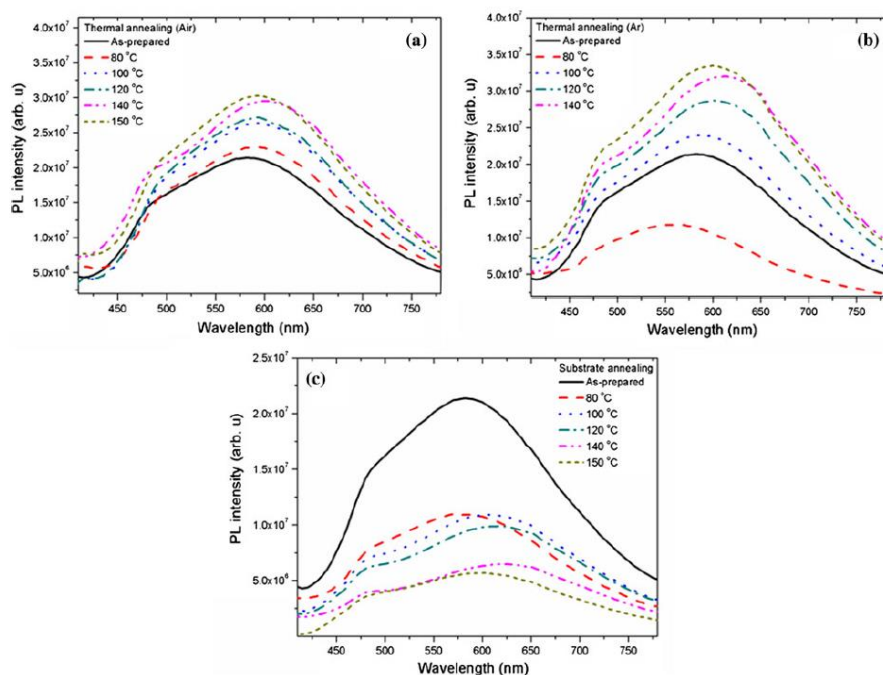 Thermal annealing (Air)
As-prepared
80 °C
100 °C
120 °C
140 °C
150 °C
(a)
4.0x10⁷
3.5x10⁷
3.0x10⁷
2.5x10⁷
2.0x10⁷
1.5x10⁷
1.0x10⁷
5.0x10⁶
PL intensity (arb. u)
450 500 550 600 650 700 750
Wavelength (nm)
Thermal annealing (Ar)
As-prepared
80 °C
100 °C
120 °C
140 °C
150 °C
(b)
4.0x10⁷
3.5x10⁷
3.0x10⁷
2.5x10⁷
2.0x10⁷
1.5x10⁷
1.0x10⁷
5.0x10⁶
PL intensity (arb. u)
450 500 550 600 650 700 750
Wavelength (nm)
(c)
Substrate annealing
As-prepared
80 °C
100 °C
120 °C
140 °C
150 °C
2.5x10⁷
2.0x10⁷
1.5x10⁷
1.0x10⁷
5.0x10⁶
PL intensity (arb. u)
450 500 550 600 650 700 750
Wavelength (nm)